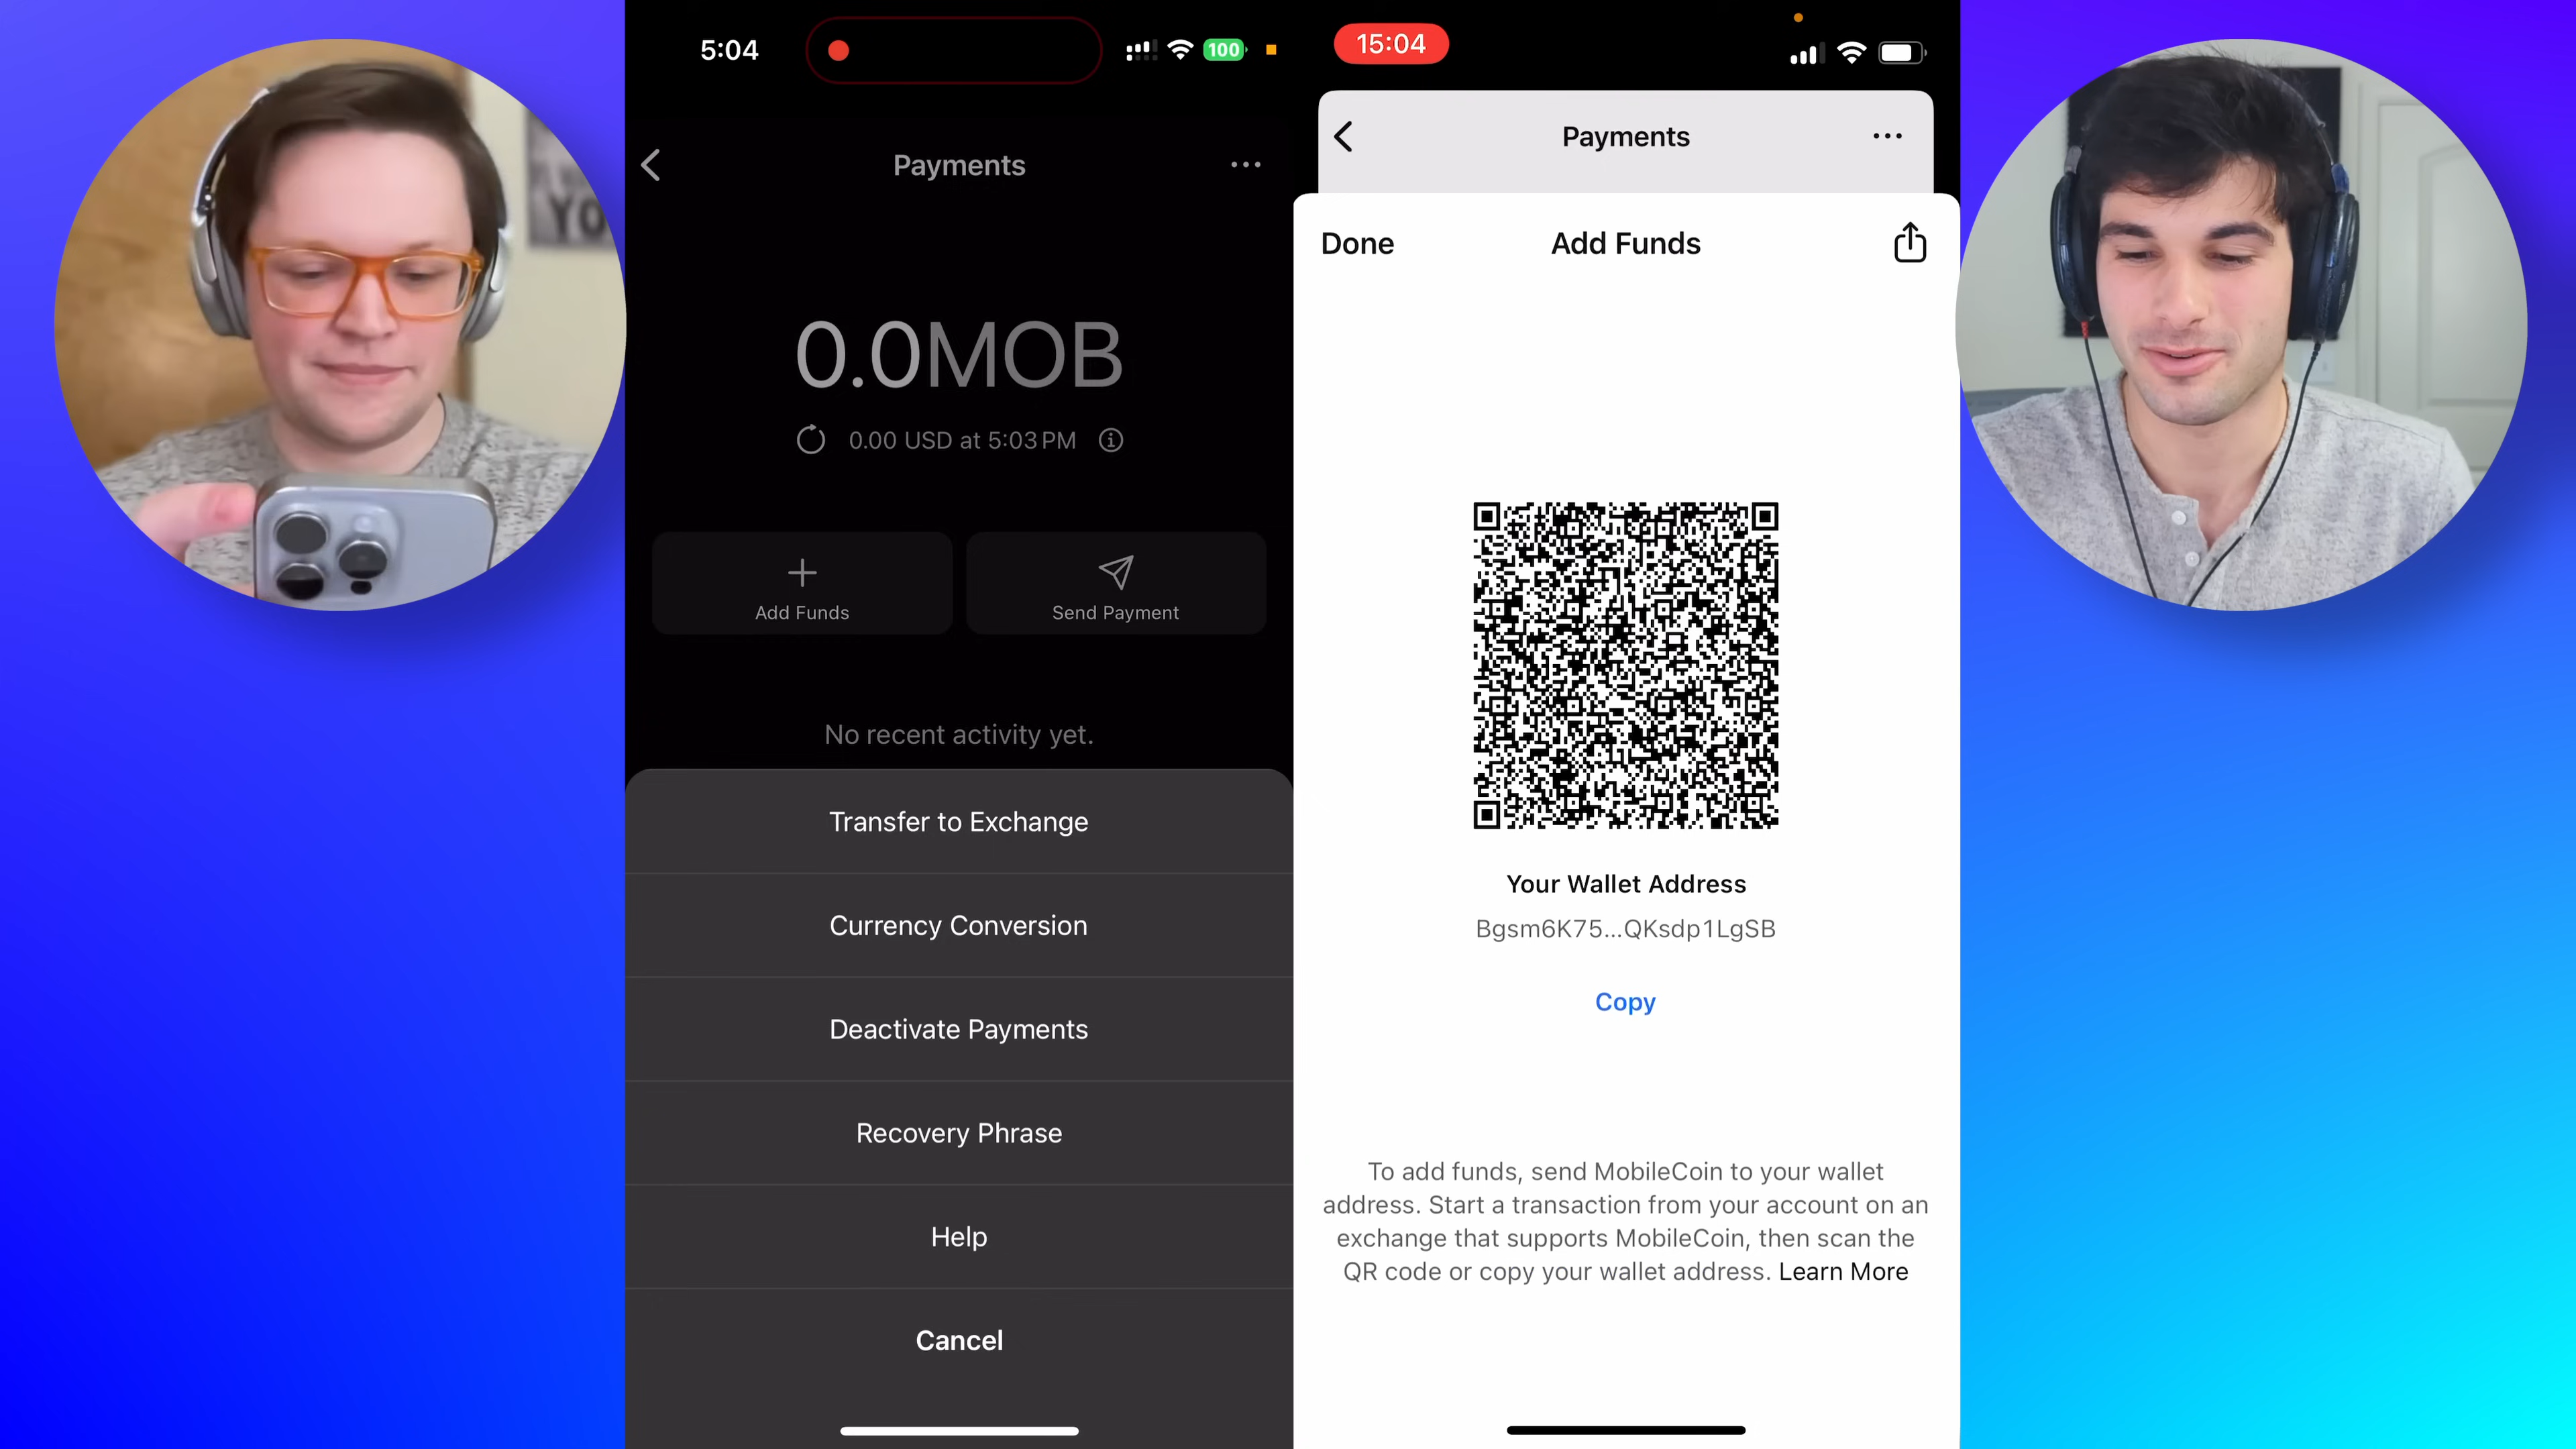 YO
5:04
100
Payments
0.0MOB
0.00 USD at 5:03 PM
Add Funds
Send Payment
No recent activity yet.
Transfer to Exchange
Currency Conversion
Deactivate Payments
Recovery Phrase
Help
Cancel
15:04
Payments
Done
Add Funds
Your Wallet Address
Bgsm6K75...QKsdp1LgSB
Copy
To add funds, send MobileCoin to your wallet
address. Start a transaction from your account on an
exchange that supports MobileCoin, then scan the
QR code or copy your wallet address. Learn More